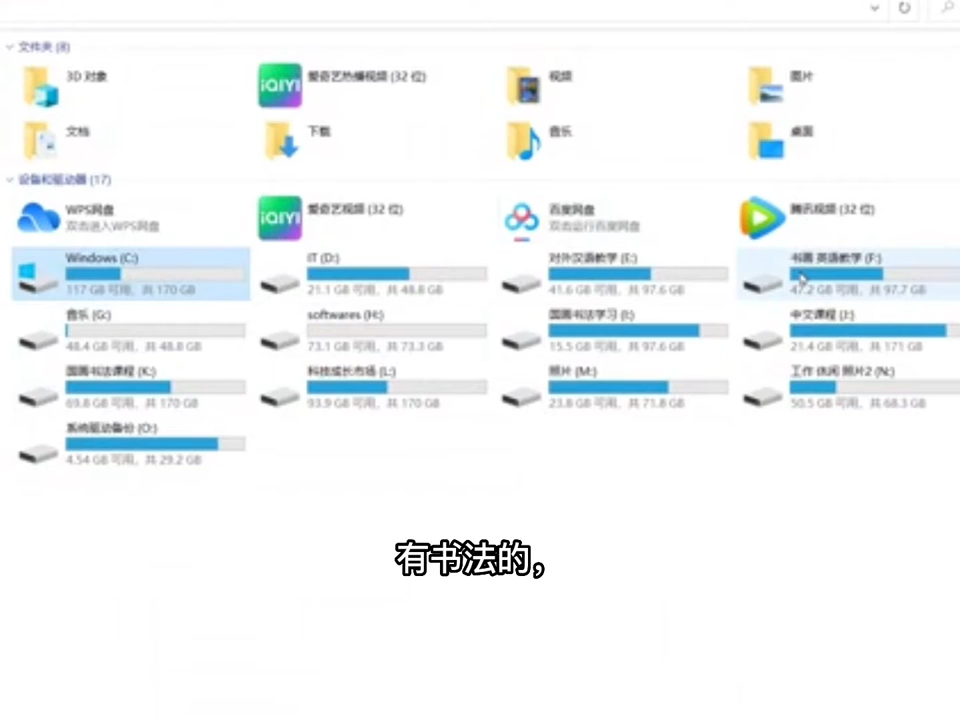 文件夹 (8)
3D 对象
iQIYI
爱奇艺热播视频 (32 位)
视频
图片
文档
下载
音乐
桌面
设备和驱动器 (17)
WPS网盘
双击进入WPS网盘
iQIYI
爱奇艺视频 (32 位)
百度网盘
双击运行百度网盘
腾讯视频 (32 位)
Windows (C:)
117 GB 可用, 共 170 GB
IT (D:)
21.1 GB 可用, 共 48.8 GB
对外汉语教学 (E:)
41.6 GB 可用, 共 97.6 GB
书画 英语教学 (F:)
47.2 GB 可用, 共 97.7 GB
音乐 (G:)
48.4 GB 可用, 共 48.8 GB
softwares (H:)
73.1 GB 可用, 共 73.3 GB
国画书法学习 (I:)
15.5 GB 可用, 共 97.6 GB
中文课程 (J:)
21.4 GB 可用, 共 171 GB
国画书法课程 (K:)
69.8 GB 可用, 共 170 GB
科技成长市场 (L:)
93.9 GB 可用, 共 170 GB
照片 (M:)
23.8 GB 可用, 共 71.8 GB
工作 休闲 照片2 (N:)
50.5 GB 可用, 共 68.3 GB
系统驱动备份 (O:)
4.54 GB 可用, 共 29.2 GB
有书法的,